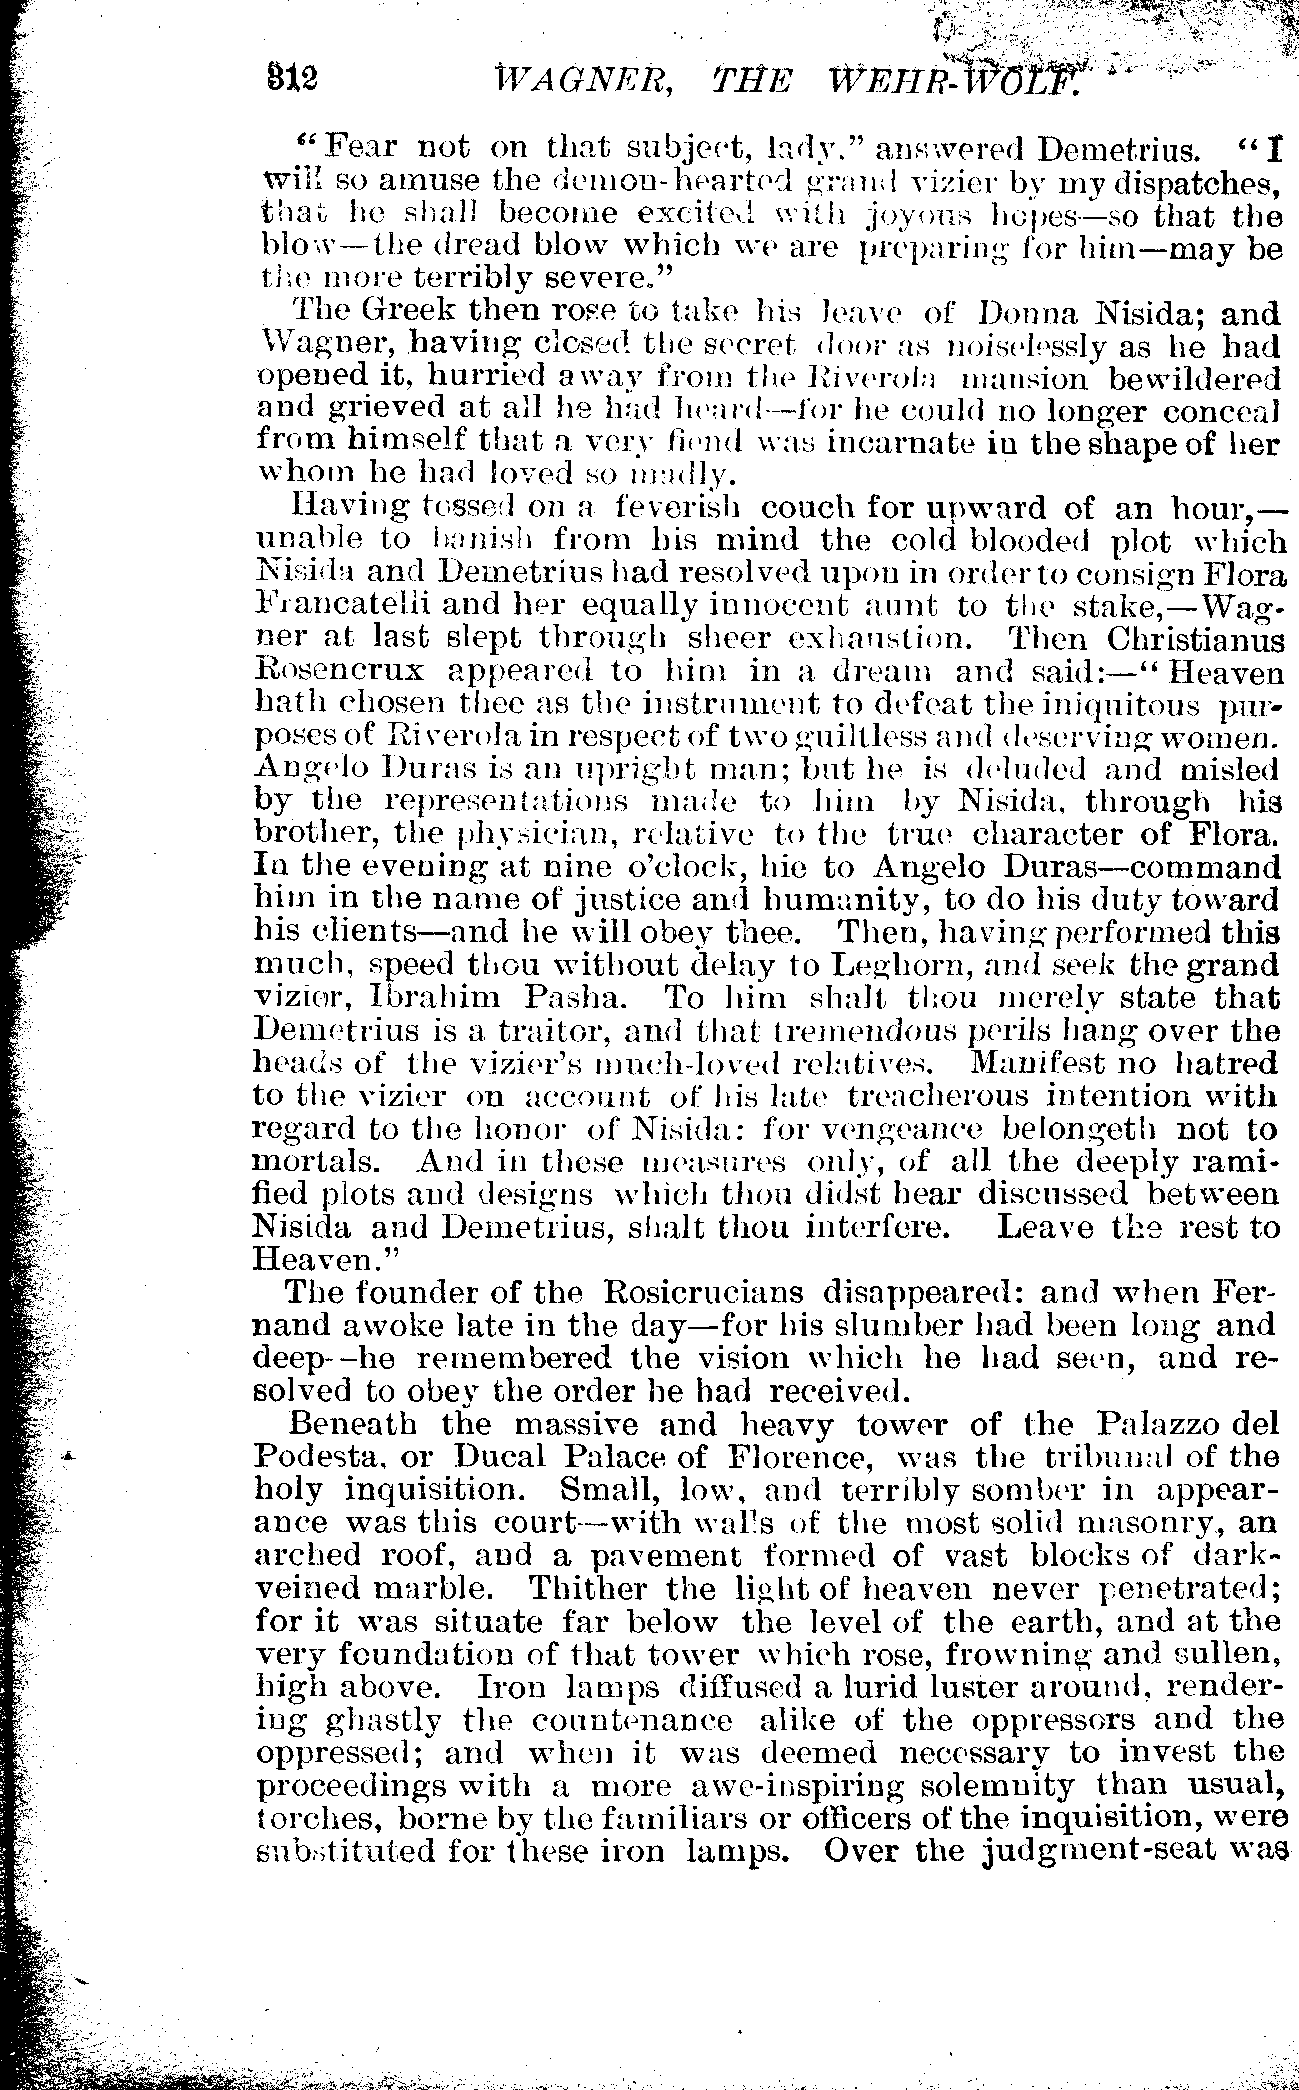 312 WAGNER, THE WEHR-WOLF.
"Fear not on that subject, lady." answered Demetrius. "I
will so amuse the demon-hearted grand vizier by my dispatches,
that he shall become excited with joyous hopes—so that the
blow—the dread blow which we are preparing for him—may be
the more terribly severe."
The Greek then rose to take his leave of Donna Nisida; and
Wagner, having closed the secret door as noiselessly as he had
opened it, hurried away from the Riverola mansion bewildered
and grieved at all he had heard—for he could no longer conceal
from himself that a very fiend was incarnate in the shape of her
whom he had loved so madly.
Having tossed on a feverish couch for upward of an hour,—
unable to banish from his mind the cold blooded plot which
Nisida and Demetrius had resolved upon in order to consign Flora
Francatelli and her equally innocent aunt to the stake,—Wag-
ner at last slept through sheer exhaustion. Then Christianus
Rosencrux appeared to him in a dream and said:—"Heaven
hath chosen thee as the instrument to defeat the iniquitous pur-
poses of Riverola in respect of two guiltless and deserving women.
Angelo Duras is an upright man; but he is deluded and misled
by the representations made to him by Nisida, through his
brother, the physician, relative to the true character of Flora.
In the evening at nine o'clock, hie to Angelo Duras—command
him in the name of justice and humanity, to do his duty toward
his clients—and he will obey thee. Then, having performed this
much, speed thou without delay to Leghorn, and seek the grand
vizier, Ibrahim Pasha. To him shalt thou merely state that
Demetrius is a traitor, and that tremendous perils hang over the
heads of the vizier's much-loved relatives. Manifest no hatred
to the vizier on account of his late treacherous intention with
regard to the honor of Nisida: for vengeance belongeth not to
mortals. And in these measures only, of all the deeply rami-
fied plots and designs which thou didst hear discussed between
Nisida and Demetrius, shalt thou interfere. Leave the rest to
Heaven."
The founder of the Rosicrucians disappeared: and when Fer-
nand awoke late in the day—for his slumber had been long and
deep--he remembered the vision which he had seen, and re-
solved to obey the order he had received.
Beneath the massive and heavy tower of the Palazzo del
Podesta, or Ducal Palace of Florence, was the tribunal of the
holy inquisition. Small, low, and terribly somber in appear-
ance was this court—with walls of the most solid masonry, an
arched roof, and a pavement formed of vast blocks of dark-
veined marble. Thither the light of heaven never penetrated;
for it was situate far below the level of the earth, and at the
very foundation of that tower which rose, frowning and sullen,
high above. Iron lamps diffused a lurid luster around, render-
ing ghastly the countenance alike of the oppressors and the
oppressed; and when it was deemed necessary to invest the
proceedings with a more awe-inspiring solemnity than usual,
torches, borne by the familiars or officers of the inquisition, were
substituted for these iron lamps. Over the judgment-seat was